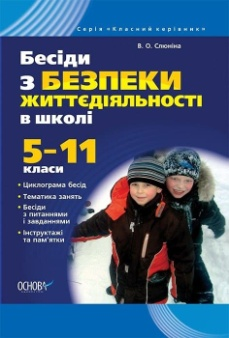 Серія «Класний керівник»
В. О. Слюніна
Бесіди
з БЕЗПЕКИ
ЖИТТЄДІЯЛЬНОСТІ
в школі
5–11
класи
• Циклограма бесід
• Тематика занять
• Бесіди
з питаннями
і завданнями
• Інструктажі
та пам'ятки
ОСНОВА